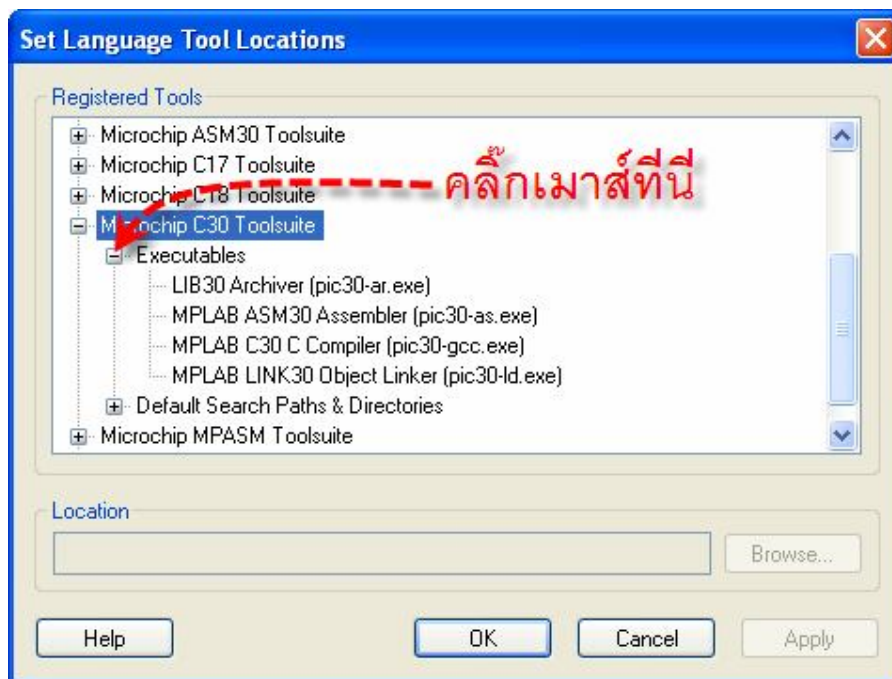 Set Language Tool Locations
Registered Tools
Microchip ASM30 Toolsuite
Microchip C17 Toolsuite
Microchip C18 Toolsuite
คลิ๊กเมาส์ที่นี่
Microchip C30 Toolsuite
Executables
LIB30 Archiver (pic30-ar.exe)
MPLAB ASM30 Assembler (pic30-as.exe)
MPLAB C30 C Compiler (pic30-gcc.exe)
MPLAB LINK30 Object Linker (pic30-ld.exe)
Default Search Paths & Directories
Microchip MPASM Toolsuite
Location
Browse...
Help
OK
Cancel
Apply